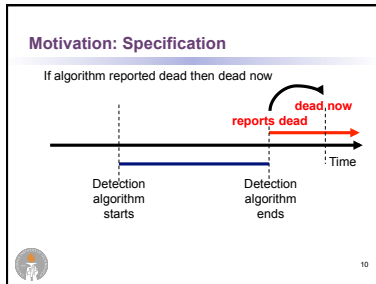 Motivation: Specification
If algorithm reported dead then dead now
dead now
reports dead
Time
Detection
algorithm
starts
Detection
algorithm
ends
10